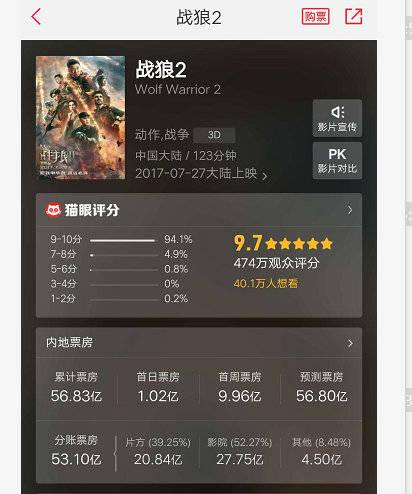 战狼2
购票
战狼2
Wolf Warrior 2
动作,战争 3D
中国大陆 / 123分钟
2017-07-27大陆上映
影片宣传
PK
影片对比
猫眼评分
9-10分 94.1%
7-8分 4.9%
5-6分 0.8%
3-4分 0%
1-2分 0.2%
9.7
474万观众评分
40.1万人想看
内地票房
累计票房 首日票房 首周票房 预测票房
56.83亿 1.02亿 9.96亿 56.80亿
分账票房 片方 (39.25%) 影院 (52.27%) 其他 (8.48%)
53.10亿 20.84亿 27.75亿 4.50亿